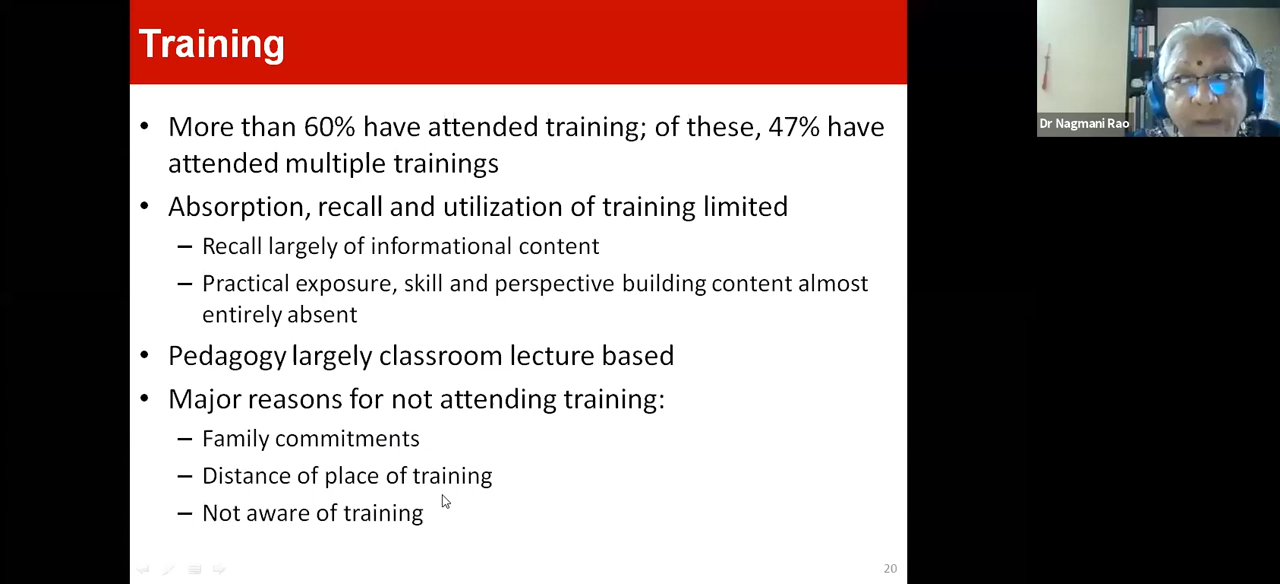 Training
• More than 60% have attended training; of these, 47% have
attended multiple trainings
• Absorption, recall and utilization of training limited
– Recall largely of informational content
– Practical exposure, skill and perspective building content almost
entirely absent
• Pedagogy largely classroom lecture based
• Major reasons for not attending training:
– Family commitments
– Distance of place of training
– Not aware of training
20
Dr Nagmani Rao